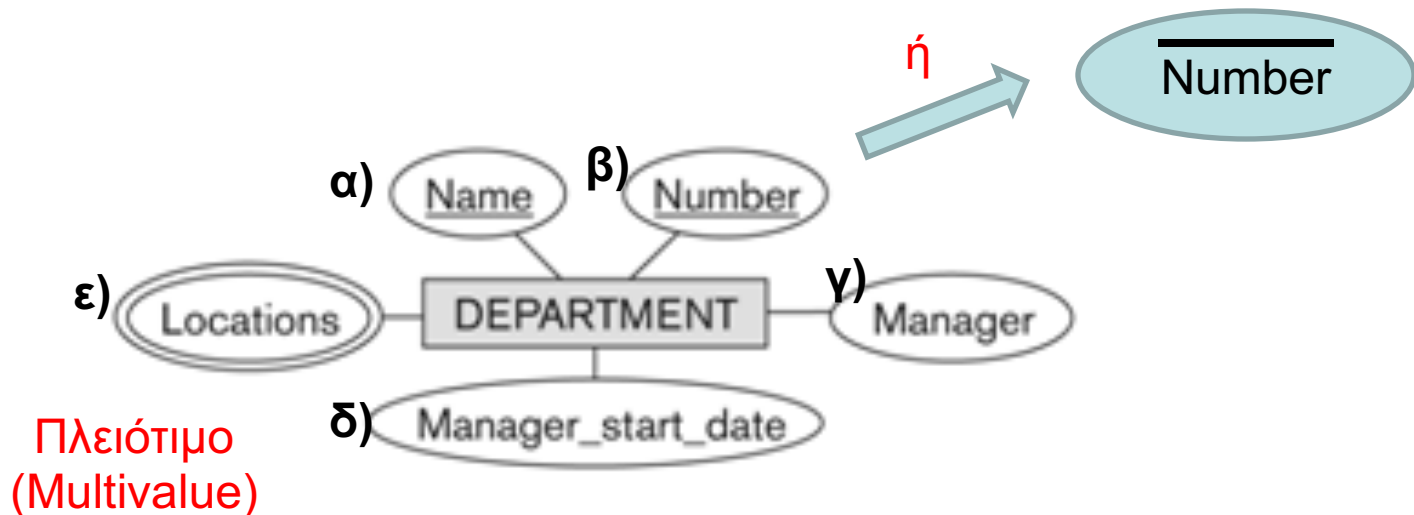 ή
Number
α) Name
β) Number
ε) Locations
DEPARTMENT
γ) Manager
δ) Manager_start_date
Πλειότιμο
(Multivalue)